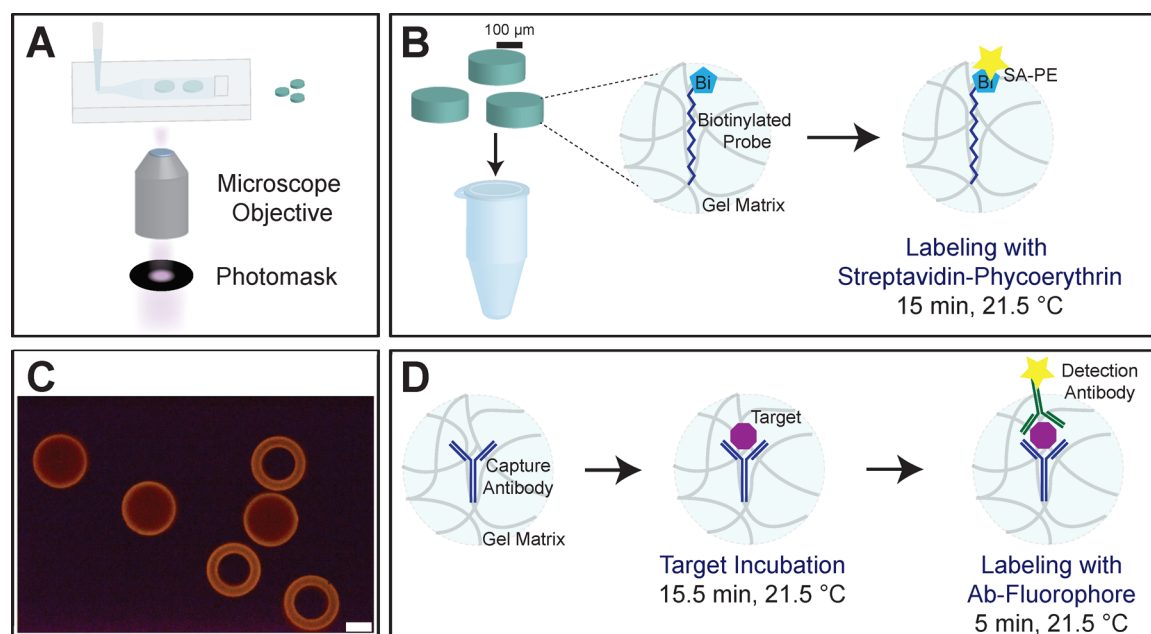 A
Microscope
Objective
Photomask
B
100 µm
Bi
Biotinylated
Probe
Gel Matrix
Bi
SA-PE
Labeling with
Streptavidin-Phycoerythrin
15 min, 21.5 °C
C
D
Capture
Antibody
Gel Matrix
Target
Target Incubation
15.5 min, 21.5 °C
Detection
Antibody
Labeling with
Ab-Fluorophore
5 min, 21.5 °C